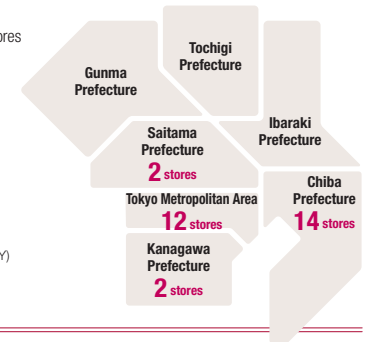 Tochigi
Prefecture
Gunma
Prefecture
Ibaraki
Prefecture
Saitama
Prefecture
2 stores
Chiba
Prefecture
14 stores
Tokyo Metropolitan Area
12 stores
Kanagawa
Prefecture
2 stores